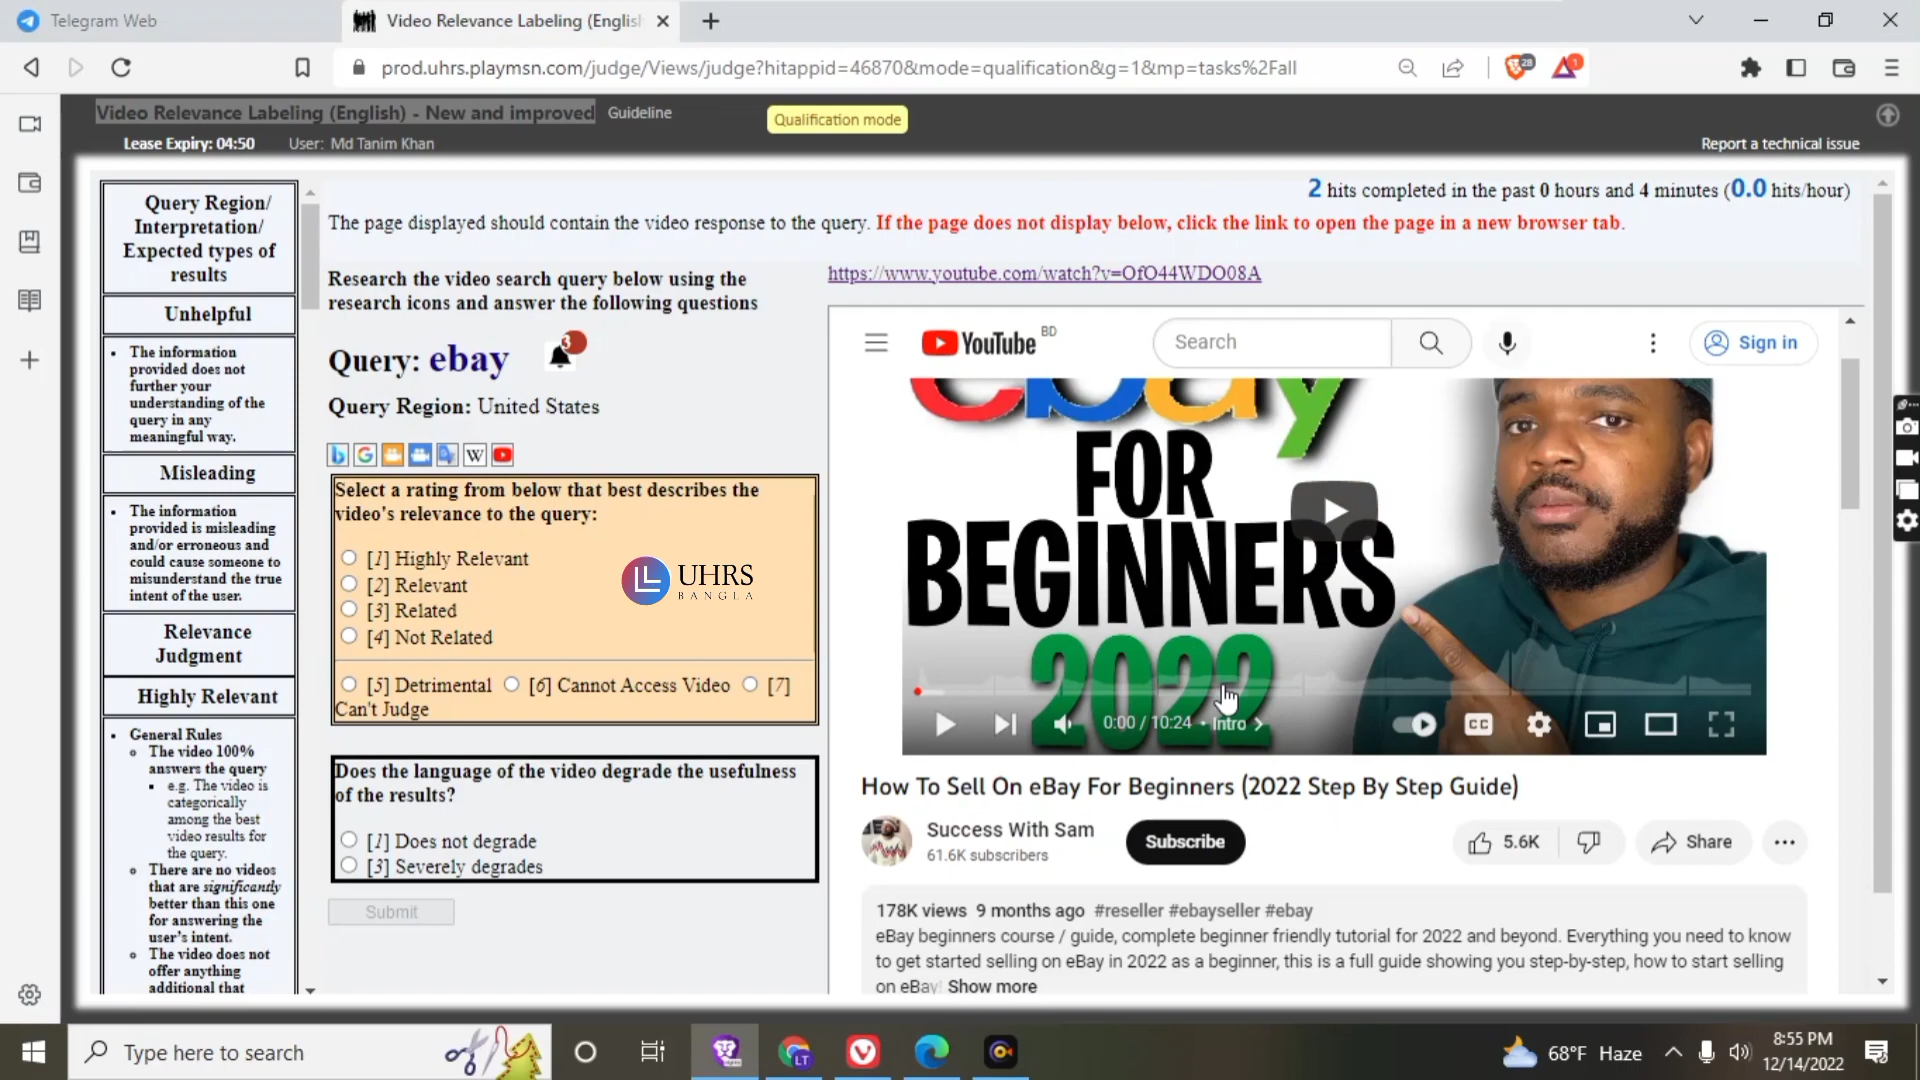 Telegram Web
Video Relevance Labeling (English
prod.uhrs.playmsn.com/judge/Views/judge?hitappid=46870&mode=qualification&g=1&mp=tasks%2Fall
28
1
Video Relevance Labeling (English) - New and improved
Guideline
Qualification mode
Lease Expiry: 04:50
User: Md Tanim Khan
Report a technical issue
Query Region/
Interpretation/
Expected types of
results
Unhelpful
The information
provided does not
further your
understanding of the
query in any
meaningful way.
Misleading
The information
provided is misleading
and/or erroneous and
could cause someone to
misunderstand the true
intent of the user.
Relevance
Judgment
Highly Relevant
General Rules
The video 100%
answers the query
e.g. The video is
categorically
among the best
video results for
the query.
There are no videos
that are significantly
better than this one
for answering the
user's intent.
The video does not
offer anything
additional that
2 hits completed in the past 0 hours and 4 minutes (0.0 hits/hour)
The page displayed should contain the video response to the query. If the page does not display below, click the link to open the page in a new browser tab.
Research the video search query below using the
research icons and answer the following questions
Query: ebay
3
Query Region: United States
W
Select a rating from below that best describes the
video's relevance to the query:
[1] Highly Relevant
[2] Relevant
[3] Related
[4] Not Related
[5] Detrimental [6] Cannot Access Video [7]
Can't Judge
UHRS
BANGLA
Does the language of the video degrade the usefulness
of the results?
[1] Does not degrade
[3] Severely degrades
Submit
https://www.youtube.com/watch?v=OfO44WDO08A
YouTube BD
Search
Sign in
ebay
FOR
BEGINNERS
2022
0:00 / 10:24 • Intro >
CC
How To Sell On eBay For Beginners (2022 Step By Step Guide)
Success With Sam
61.6K subscribers
Subscribe
5.6K
Share
178K views 9 months ago #reseller #ebayseller #ebay
eBay beginners course / guide, complete beginner friendly tutorial for 2022 and beyond. Everything you need to know
to get started selling on eBay in 2022 as a beginner, this is a full guide showing you step-by-step, how to start selling
on eBay! Show more
Type here to search
LT
68°F Haze
8:55 PM
12/14/2022